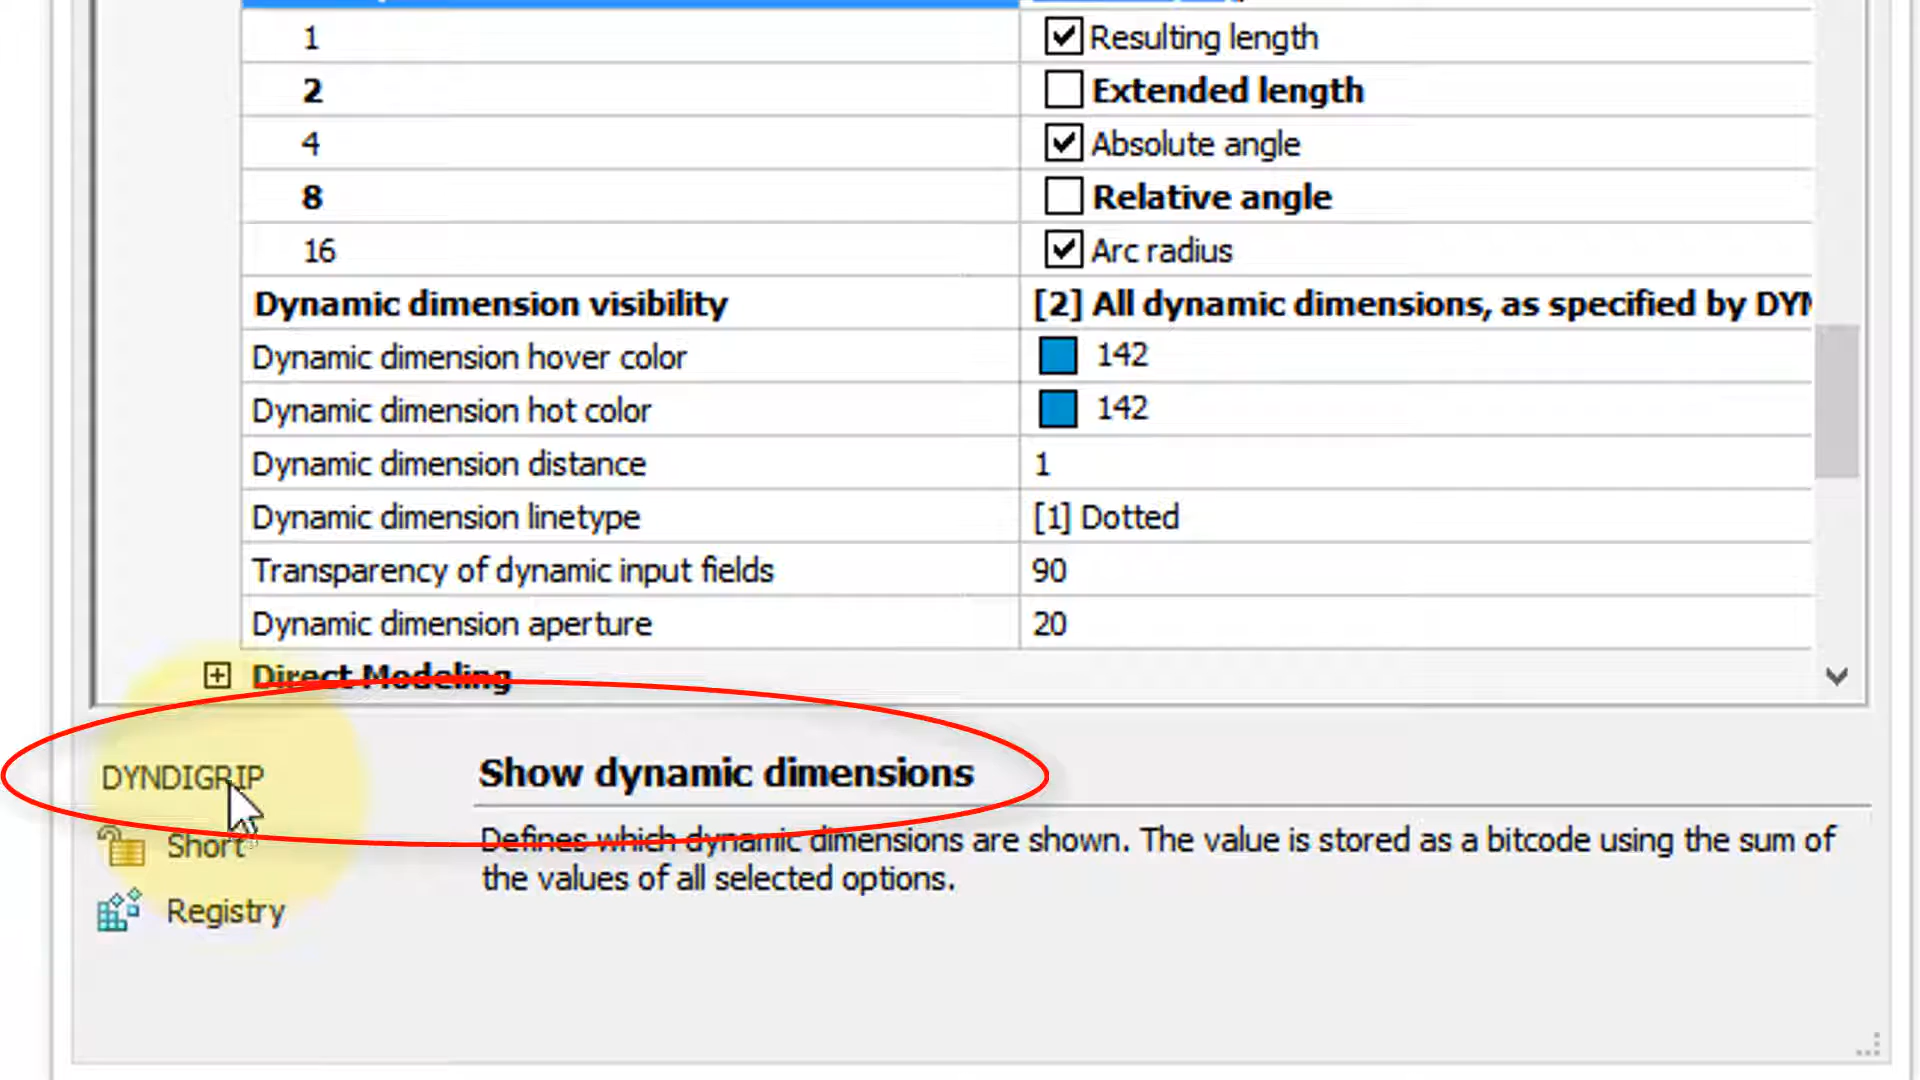 1 Resulting length
2 Extended length
4 Absolute angle
8 Relative angle
16 Arc radius
Dynamic dimension visibility [2] All dynamic dimensions, as specified by DYN
Dynamic dimension hover color 142
Dynamic dimension hot color 142
Dynamic dimension distance 1
Dynamic dimension linetype [1] Dotted
Transparency of dynamic input fields 90
Dynamic dimension aperture 20
Direct Modeling
DYNDIGRIP Show dynamic dimensions
Short Defines which dynamic dimensions are shown. The value is stored as a bitcode using the sum of
the values of all selected options.
Registry